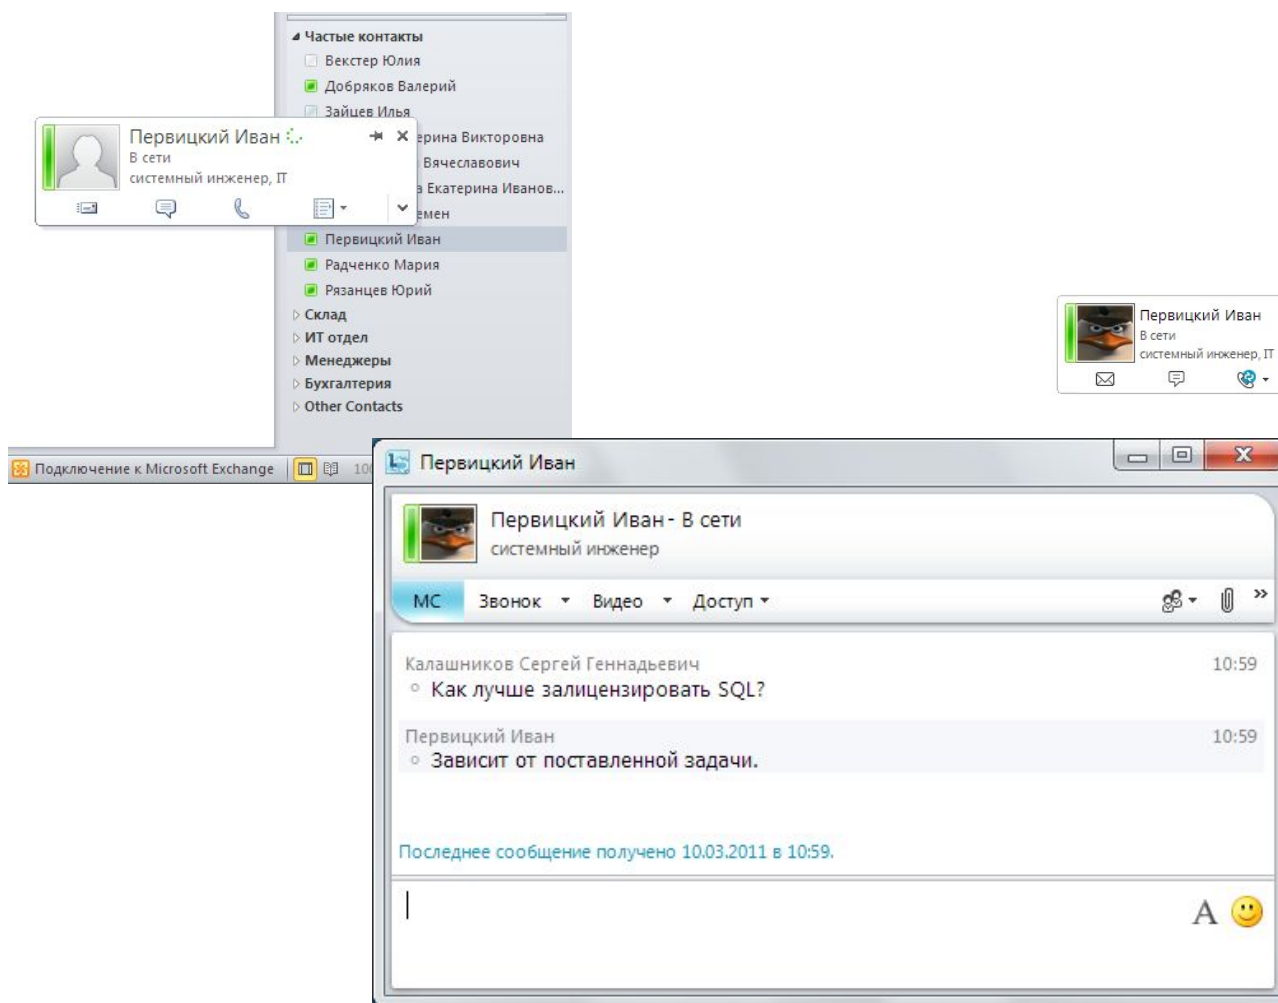 Частые контакты
Векстер Юлия
Добряков Валерий
Зайцев Илья
Первицкий Иван
В сети
системный инженер, IT
Викторовна
Вячеславович
Екатерина Иванов...
Первицкий Иван
Радченко Мария
Рязанцев Юрий
Склад
ИТ отдел
Менеджеры
Бухгалтерия
Other Contacts
Первицкий Иван
В сети
системный инженер, IT
Подключение к Microsoft Exchange
Первицкий Иван
Первицкий Иван - В сети
системный инженер
МС Звонок Видео Доступ
Калашников Сергей Геннадьевич 10:59
Как лучше залицензировать SQL?
Первицкий Иван 10:59
Зависит от поставленной задачи.
Последнее сообщение получено 10.03.2011 в 10:59.
A